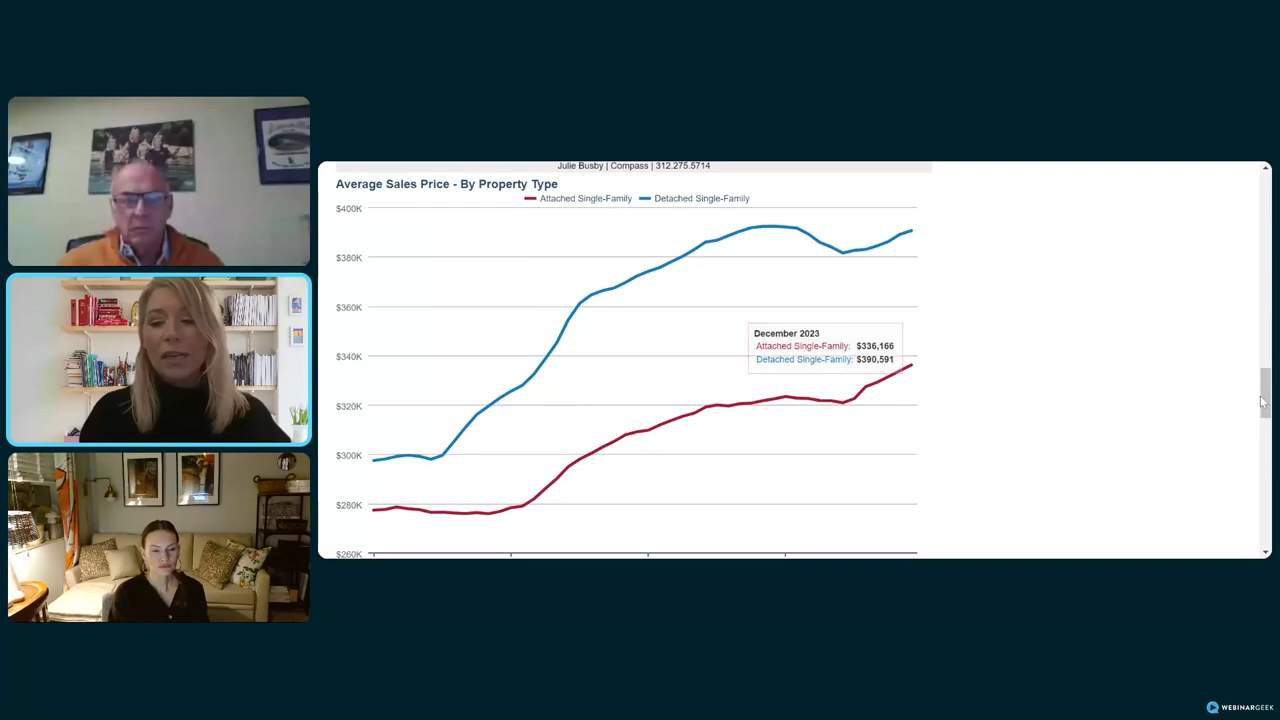 Julie Busby | Compass | 312.275.5714
Average Sales Price - By Property Type
Attached Single-Family Detached Single-Family
$400K
$380K
$360K
$340K
$320K
$300K
$280K
$260K
December 2023
Attached Single-Family: $336,166
Detached Single-Family: $390,591
WEBINARGEEK